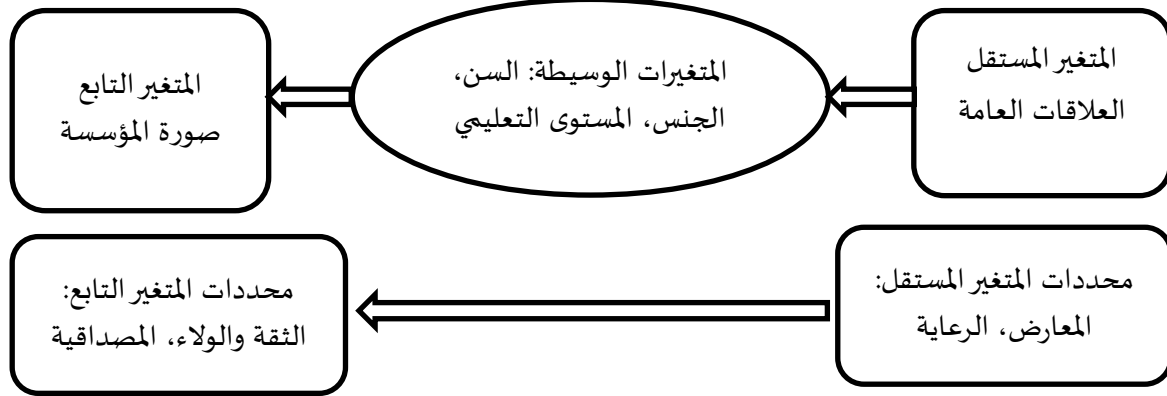 المتغير المستقل
العلاقات العامة
المتغيرات الوسيطة: السن،
الجنس، المستوى التعليمي
المتغير التابع
صورة المؤسسة
محددات المتغير المستقل:
المعارض، الرعاية
محددات المتغير التابع:
الثقة والولاء، المصداقية